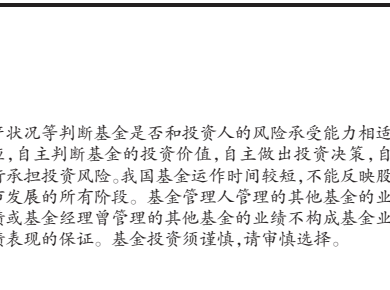 状况等判断基金是否和投资人的风险承受能力相适
,自主判断基金的投资价值,自主做出投资决策,自
承担投资风险。我国基金运作时间较短,不能反映股
发展的所有阶段。基金管理人管理的其他基金的业
或基金经理曾管理的其他基金的业绩不构成基金业
表现的保证。基金投资须谨慎,请审慎选择。